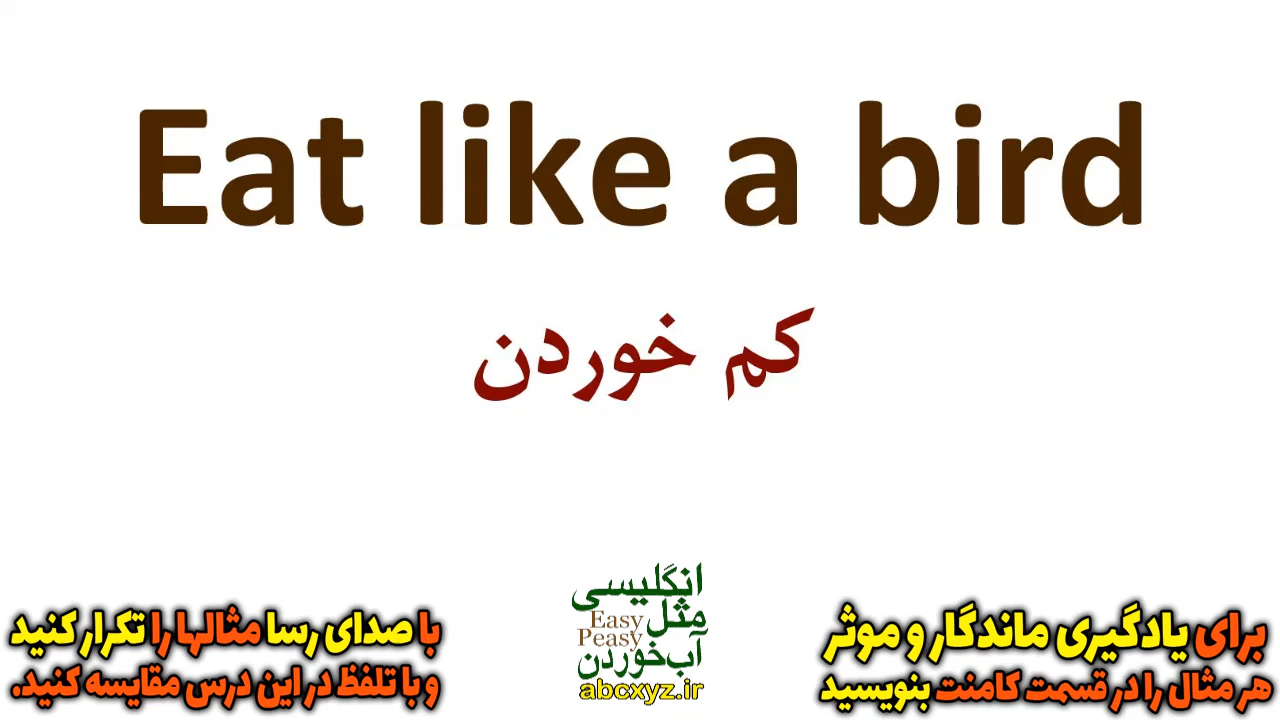 Eat like a bird
کم خوردن
برای یادگیری ماندگار و موثر
هر مثال را در قسمت کامنت بنویسید
انگلیسی
مثل
Easy
Peasy
آب خوردن
abcxyz.ir
با صدای رسا مثالها را تکرار کنید
و با تلفظ در این درس مقایسه کنید.